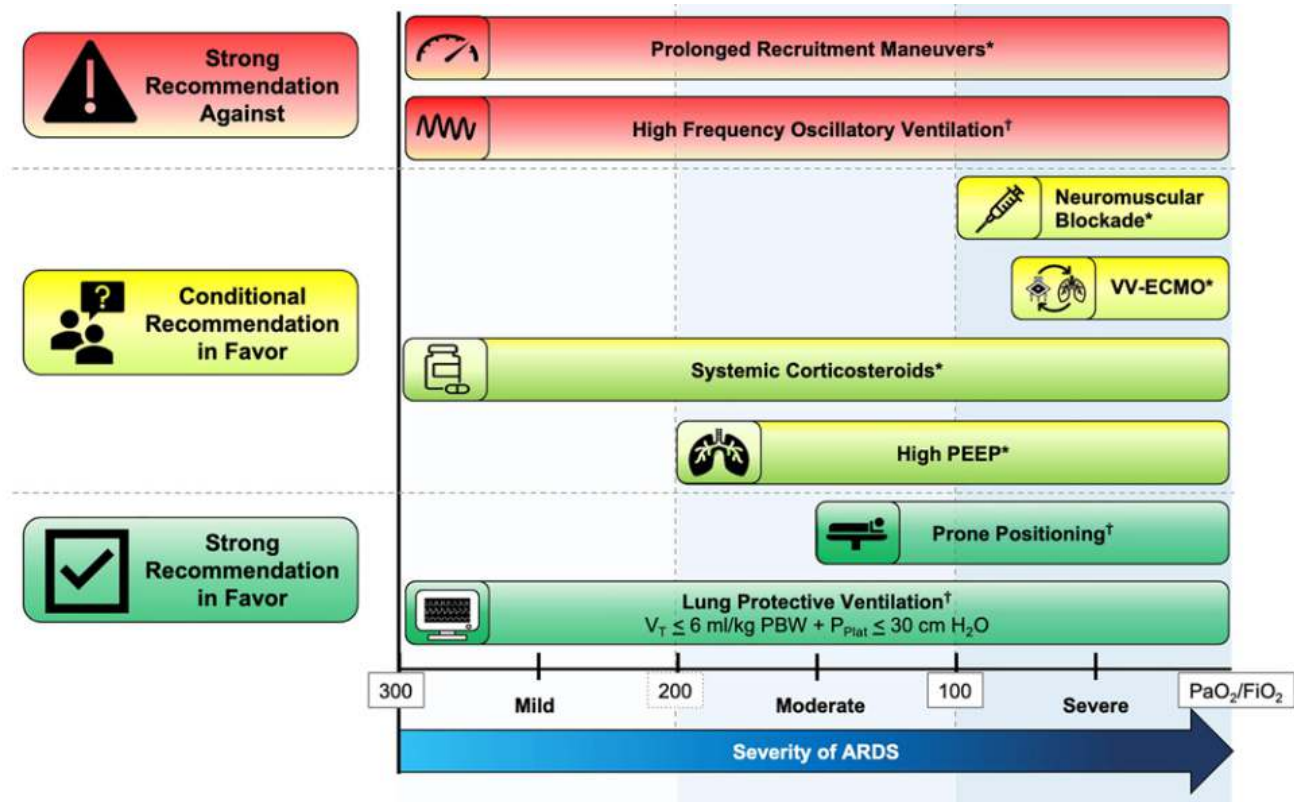 Strong
Recommendation
Against
Prolonged Recruitment Maneuvers*
High Frequency Oscillatory Ventilation†
Conditional
Recommendation
in Favor
?
Neuromuscular
Blockade*
VV-ECMO*
Systemic Corticosteroids*
High PEEP*
Strong
Recommendation
in Favor
Prone Positioning†
Lung Protective Ventilation†
V_T ≤ 6 ml/kg PBW + P_Plat ≤ 30 cm H₂O
300
200
100
PaO₂/FiO₂
Mild
Moderate
Severe
Severity of ARDS